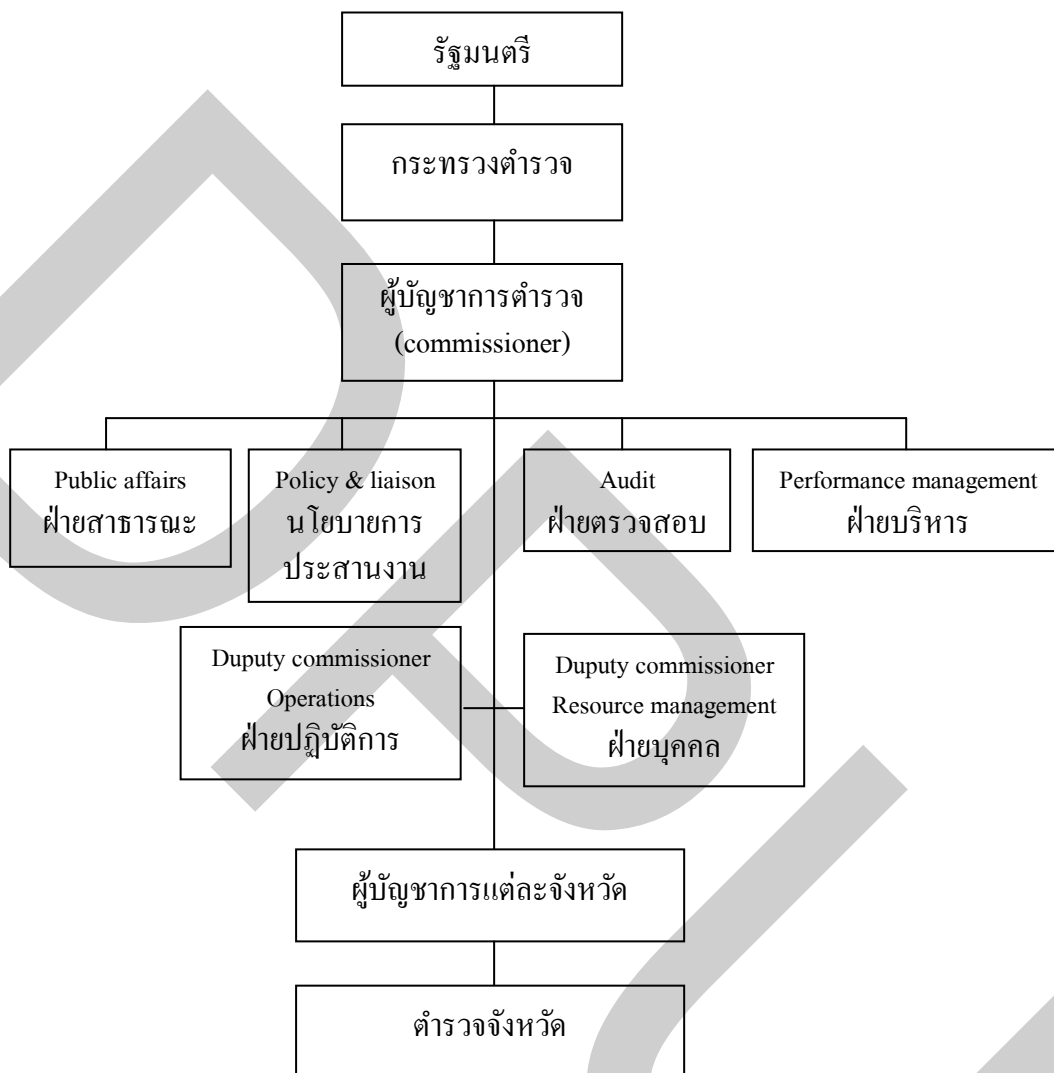 รัฐมนตรี
กระทรวงตำรวจ
ผู้บัญชาการตำรวจ
(commissioner)
Public affairs
ฝ่ายสาธารณะ
Policy & liaison
นโยบายการ
ประสานงาน
Audit
ฝ่ายตรวจสอบ
Performance management
ฝ่ายบริหาร
Duputy commissioner
Operations
ฝ่ายปฏิบัติการ
Duputy commissioner
Resource management
ฝ่ายบุคคล
ผู้บัญชาการแต่ละจังหวัด
ตำรวจจังหวัด